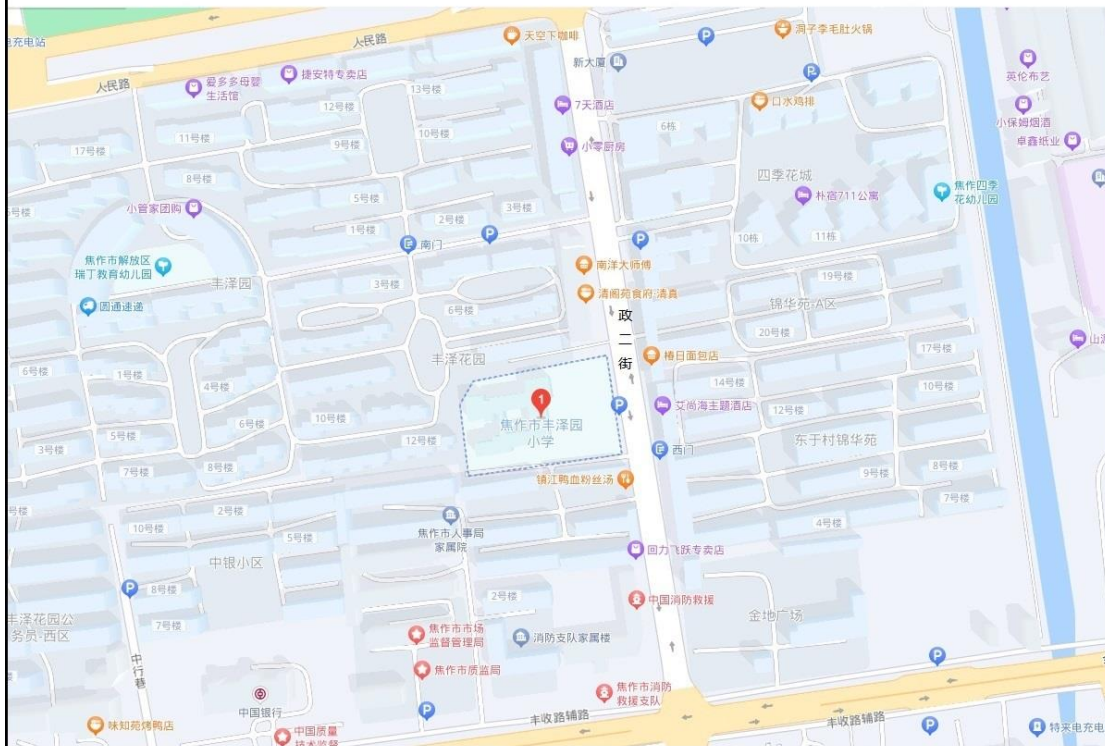 人民路
天空下咖啡
洞子李毛肚火锅
新大厦
电充电站
人民路
爱多多母婴
生活馆
捷安特专卖店
13号楼
12号楼
口水鸡排
英伦布艺
7天酒店
小保姆烟酒
11号楼
9号楼
10号楼
6栋
卓鑫纸业
17号楼
小零厨房
8号楼
四季花城
朴宿711公寓
焦作四季
花幼儿园
5号楼
小管家团购
2号楼
3号楼
1号楼
南门
10栋
11栋
焦作市解放区
瑞丁教育幼儿园
丰泽园
3号楼
南洋大师傅
19号楼
圆通速递
清阁苑食府·清真
锦华苑-A区
6号楼
政二街
20号楼
丰泽花园
椿日面包店
17号楼
6号楼
1号楼
4号楼
14号楼
10号楼
1
艾尚海主题酒店
12号楼
焦作市丰泽园
小学
10号楼
6号楼
5号楼
12号楼
3号楼
7号楼
8号楼
西门
东于村锦华苑
9号楼
8号楼
镇江鸭血粉丝汤
7号楼
2号楼
10号楼
5号楼
焦作市人事局
家属院
4号楼
中银小区
回力飞跃专卖店
8号楼
2号楼
中国消防救援
金地广场
丰泽花园公
务员-西区
7号楼
焦作市市场
监督管理局
消防支队家属楼
中行巷
焦作市质监局
焦作市消防
救援支队
中国银行
味知苑烤鸭店
丰收路辅路
丰收路辅路
中国质量
特来电充电